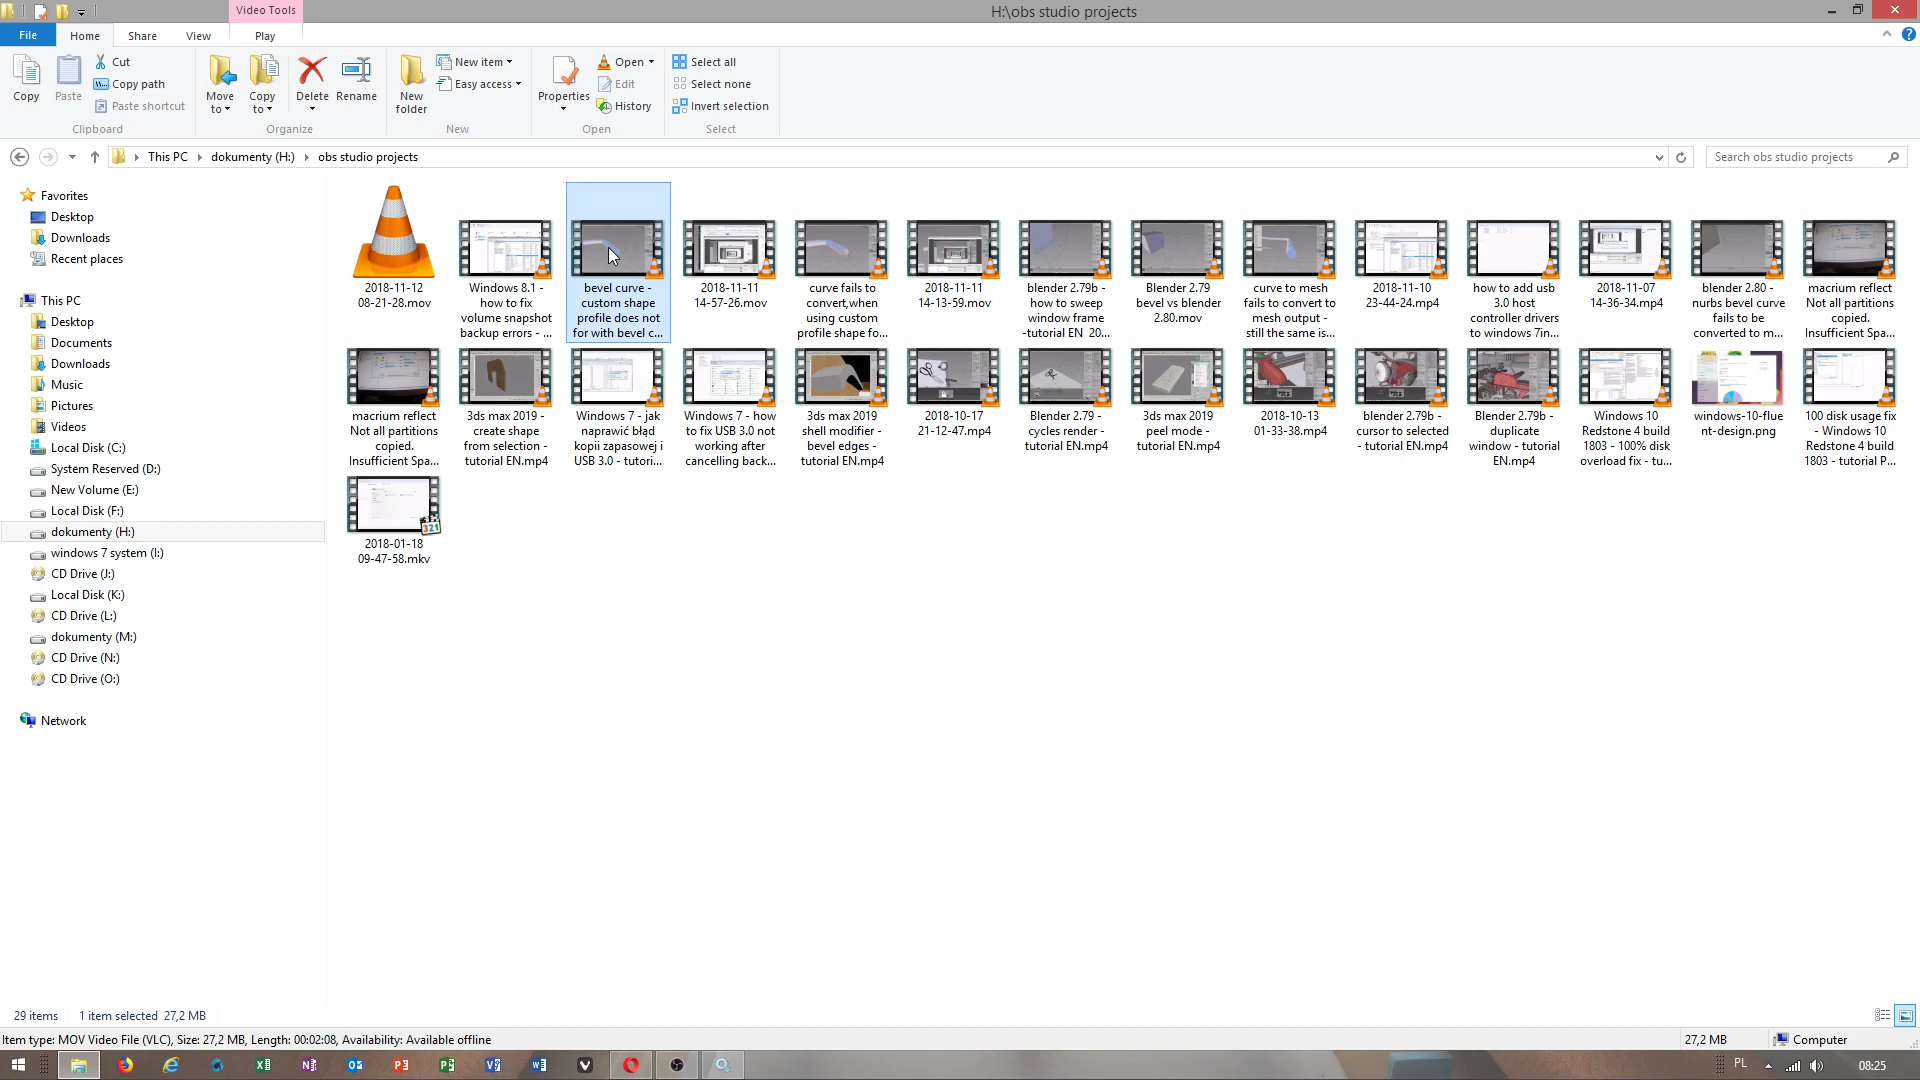 Video Tools
H:\obs studio projects
File
Home
Share
View
Play
Copy
Paste
Cut
Copy path
Paste shortcut
Clipboard
Move to
Copy to
Delete
Rename
Organize
New folder
New item
Easy access
New
Properties
Open
Edit
History
Open
Select all
Select none
Invert selection
Select
This PC
dokumenty (H:)
obs studio projects
Search obs studio projects
Favorites
Desktop
Downloads
Recent places
This PC
Desktop
Documents
Downloads
Music
Pictures
Videos
Local Disk (C:)
System Reserved (D:)
New Volume (E:)
Local Disk (F:)
dokumenty (H:)
windows 7 system (I:)
CD Drive (J:)
Local Disk (K:)
CD Drive (L:)
dokumenty (M:)
CD Drive (N:)
CD Drive (O:)
Network
2018-11-12
08-21-28.mov
Windows 8.1 -
how to fix
volume snapshot
backup errors - ...
bevel curve -
custom shape
profile does not
for with bevel c...
2018-11-11
14-57-26.mov
curve fails to
convert,when
using custom
profile shape fo...
2018-11-11
14-13-59.mov
blender 2.79b -
how to sweep
window frame
-tutorial EN  20...
Blender 2.79
bevel vs blender
2.80.mov
curve to mesh
fails to convert to
mesh output -
still the same is...
2018-11-10
23-44-24.mp4
how to add usb
3.0 host
controller drivers
to windows 7in...
2018-11-07
14-36-34.mp4
blender 2.80 -
nurbs bevel curve
fails to be
converted to m...
macrium reflect
Not all partitions
copied.
Insufficient Spa...
macrium reflect
Not all partitions
copied.
Insufficient Spa...
3ds max 2019 -
create shape
from selection -
tutorial EN.mp4
Windows 7 - jak
naprawić błąd
kopii zapasowej i
USB 3.0 - tutori...
Windows 7 - how
to fix USB 3.0 not
working after
cancelling back...
3ds max 2019
shell modifier -
bevel edges -
tutorial EN.mp4
2018-10-17
21-12-47.mp4
Blender 2.79 -
cycles render -
tutorial EN.mp4
3ds max 2019
peel mode -
tutorial EN.mp4
2018-10-13
01-33-38.mp4
blender 2.79b -
cursor to selected
- tutorial EN.mp4
Blender 2.79b -
duplicate
window - tutorial
EN.mp4
Windows 10
Redstone 4 build
1803 - 100% disk
overload fix - tu...
windows-10-flue
nt-design.png
100 disk usage fix
- Windows 10
Redstone 4 build
1803 - tutorial P...
2018-01-18
09-47-58.mkv
29 items
1 item selected  27,2 MB
Item type: MOV Video File (VLC), Size: 27,2 MB, Length: 00:02:08, Availability: Available offline
27,2 MB
Computer
PL
08:25